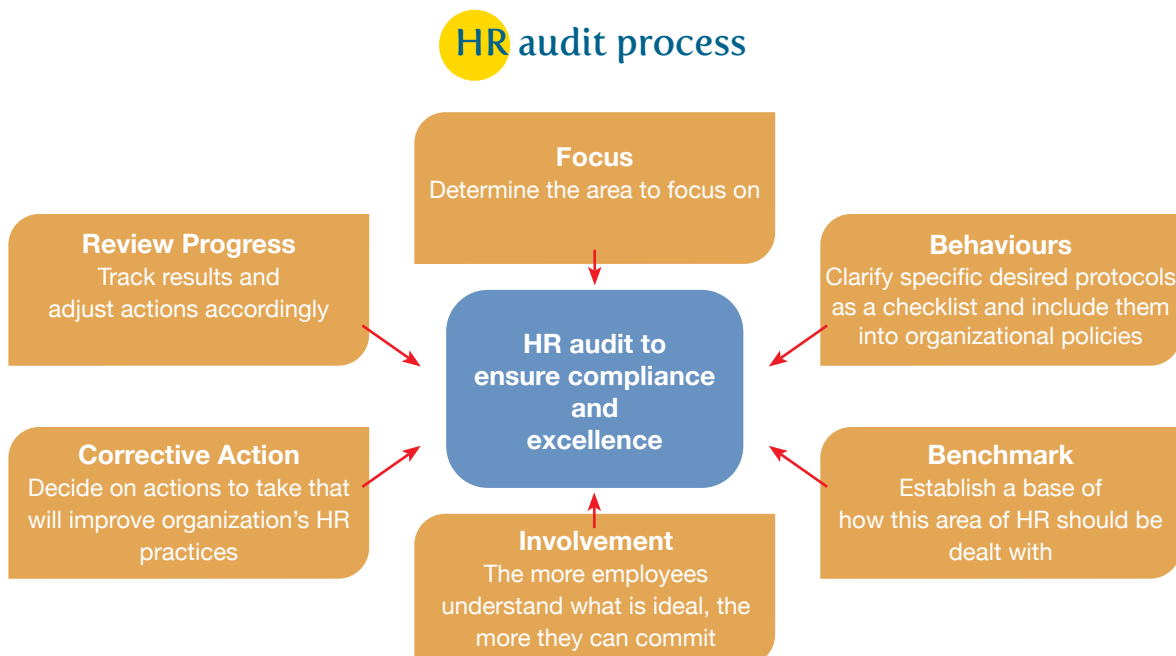 HR audit process
Focus
Determine the area to focus on
Review Progress
Track results and
adjust actions accordingly
Behaviours
Clarify specific desired protocols
as a checklist and include them
into organizational policies
HR audit to
ensure compliance
and
excellence
Corrective Action
Decide on actions to take that
will improve organization’s HR
practices
Benchmark
Establish a base of
how this area of HR should be
dealt with
Involvement
The more employees
understand what is ideal, the
more they can commit